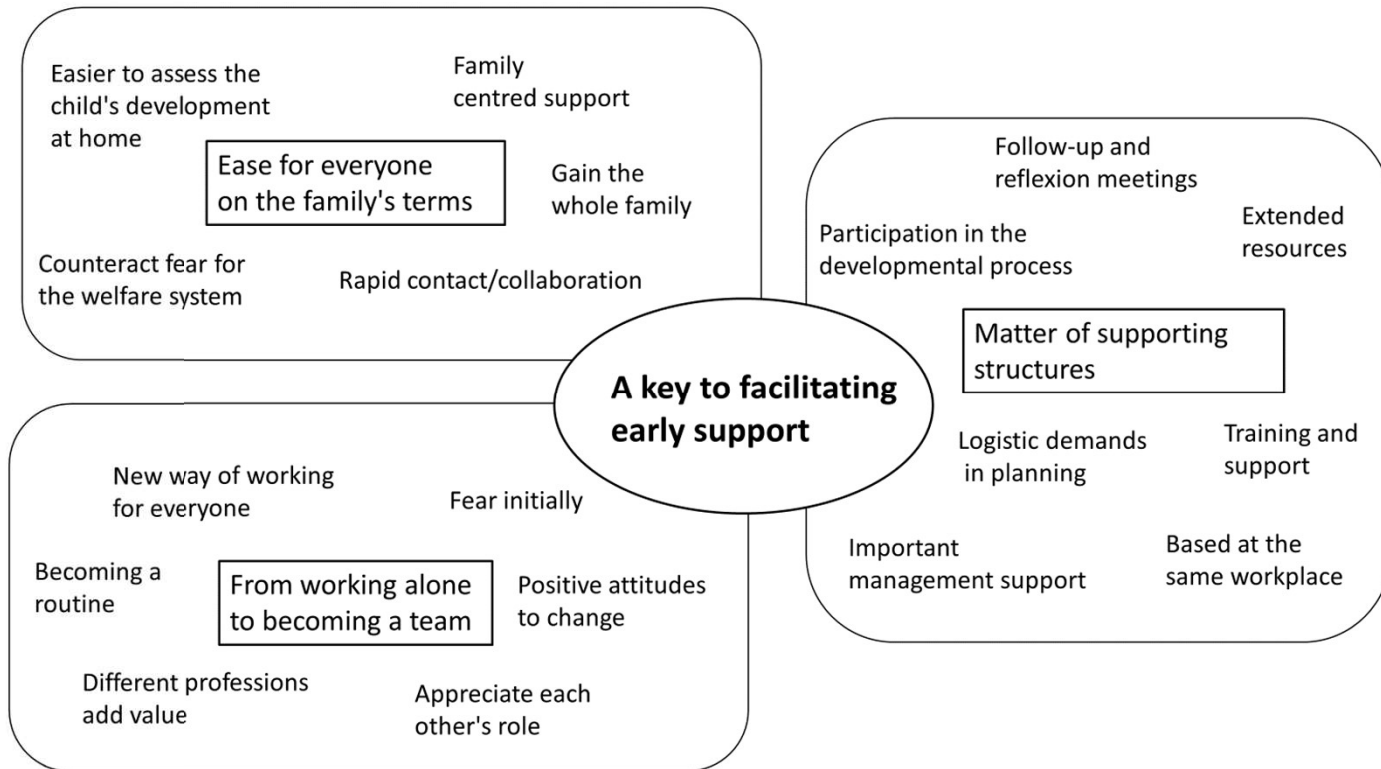 Easier to assess the
child's development
at home
Family
centred support
Ease for everyone
on the family's terms
Gain the
whole family
Counteract fear for
the welfare system
Rapid contact/collaboration
A key to facilitating
early support
New way of working
for everyone
Fear initially
Becoming a
routine
From working alone
to becoming a team
Positive attitudes
to change
Different professions
add value
Appreciate each
other's role
Follow-up and
reflexion meetings
Extended
resources
Participation in the
developmental process
Matter of supporting
structures
Logistic demands
in planning
Training and
support
Important
management support
Based at the
same workplace